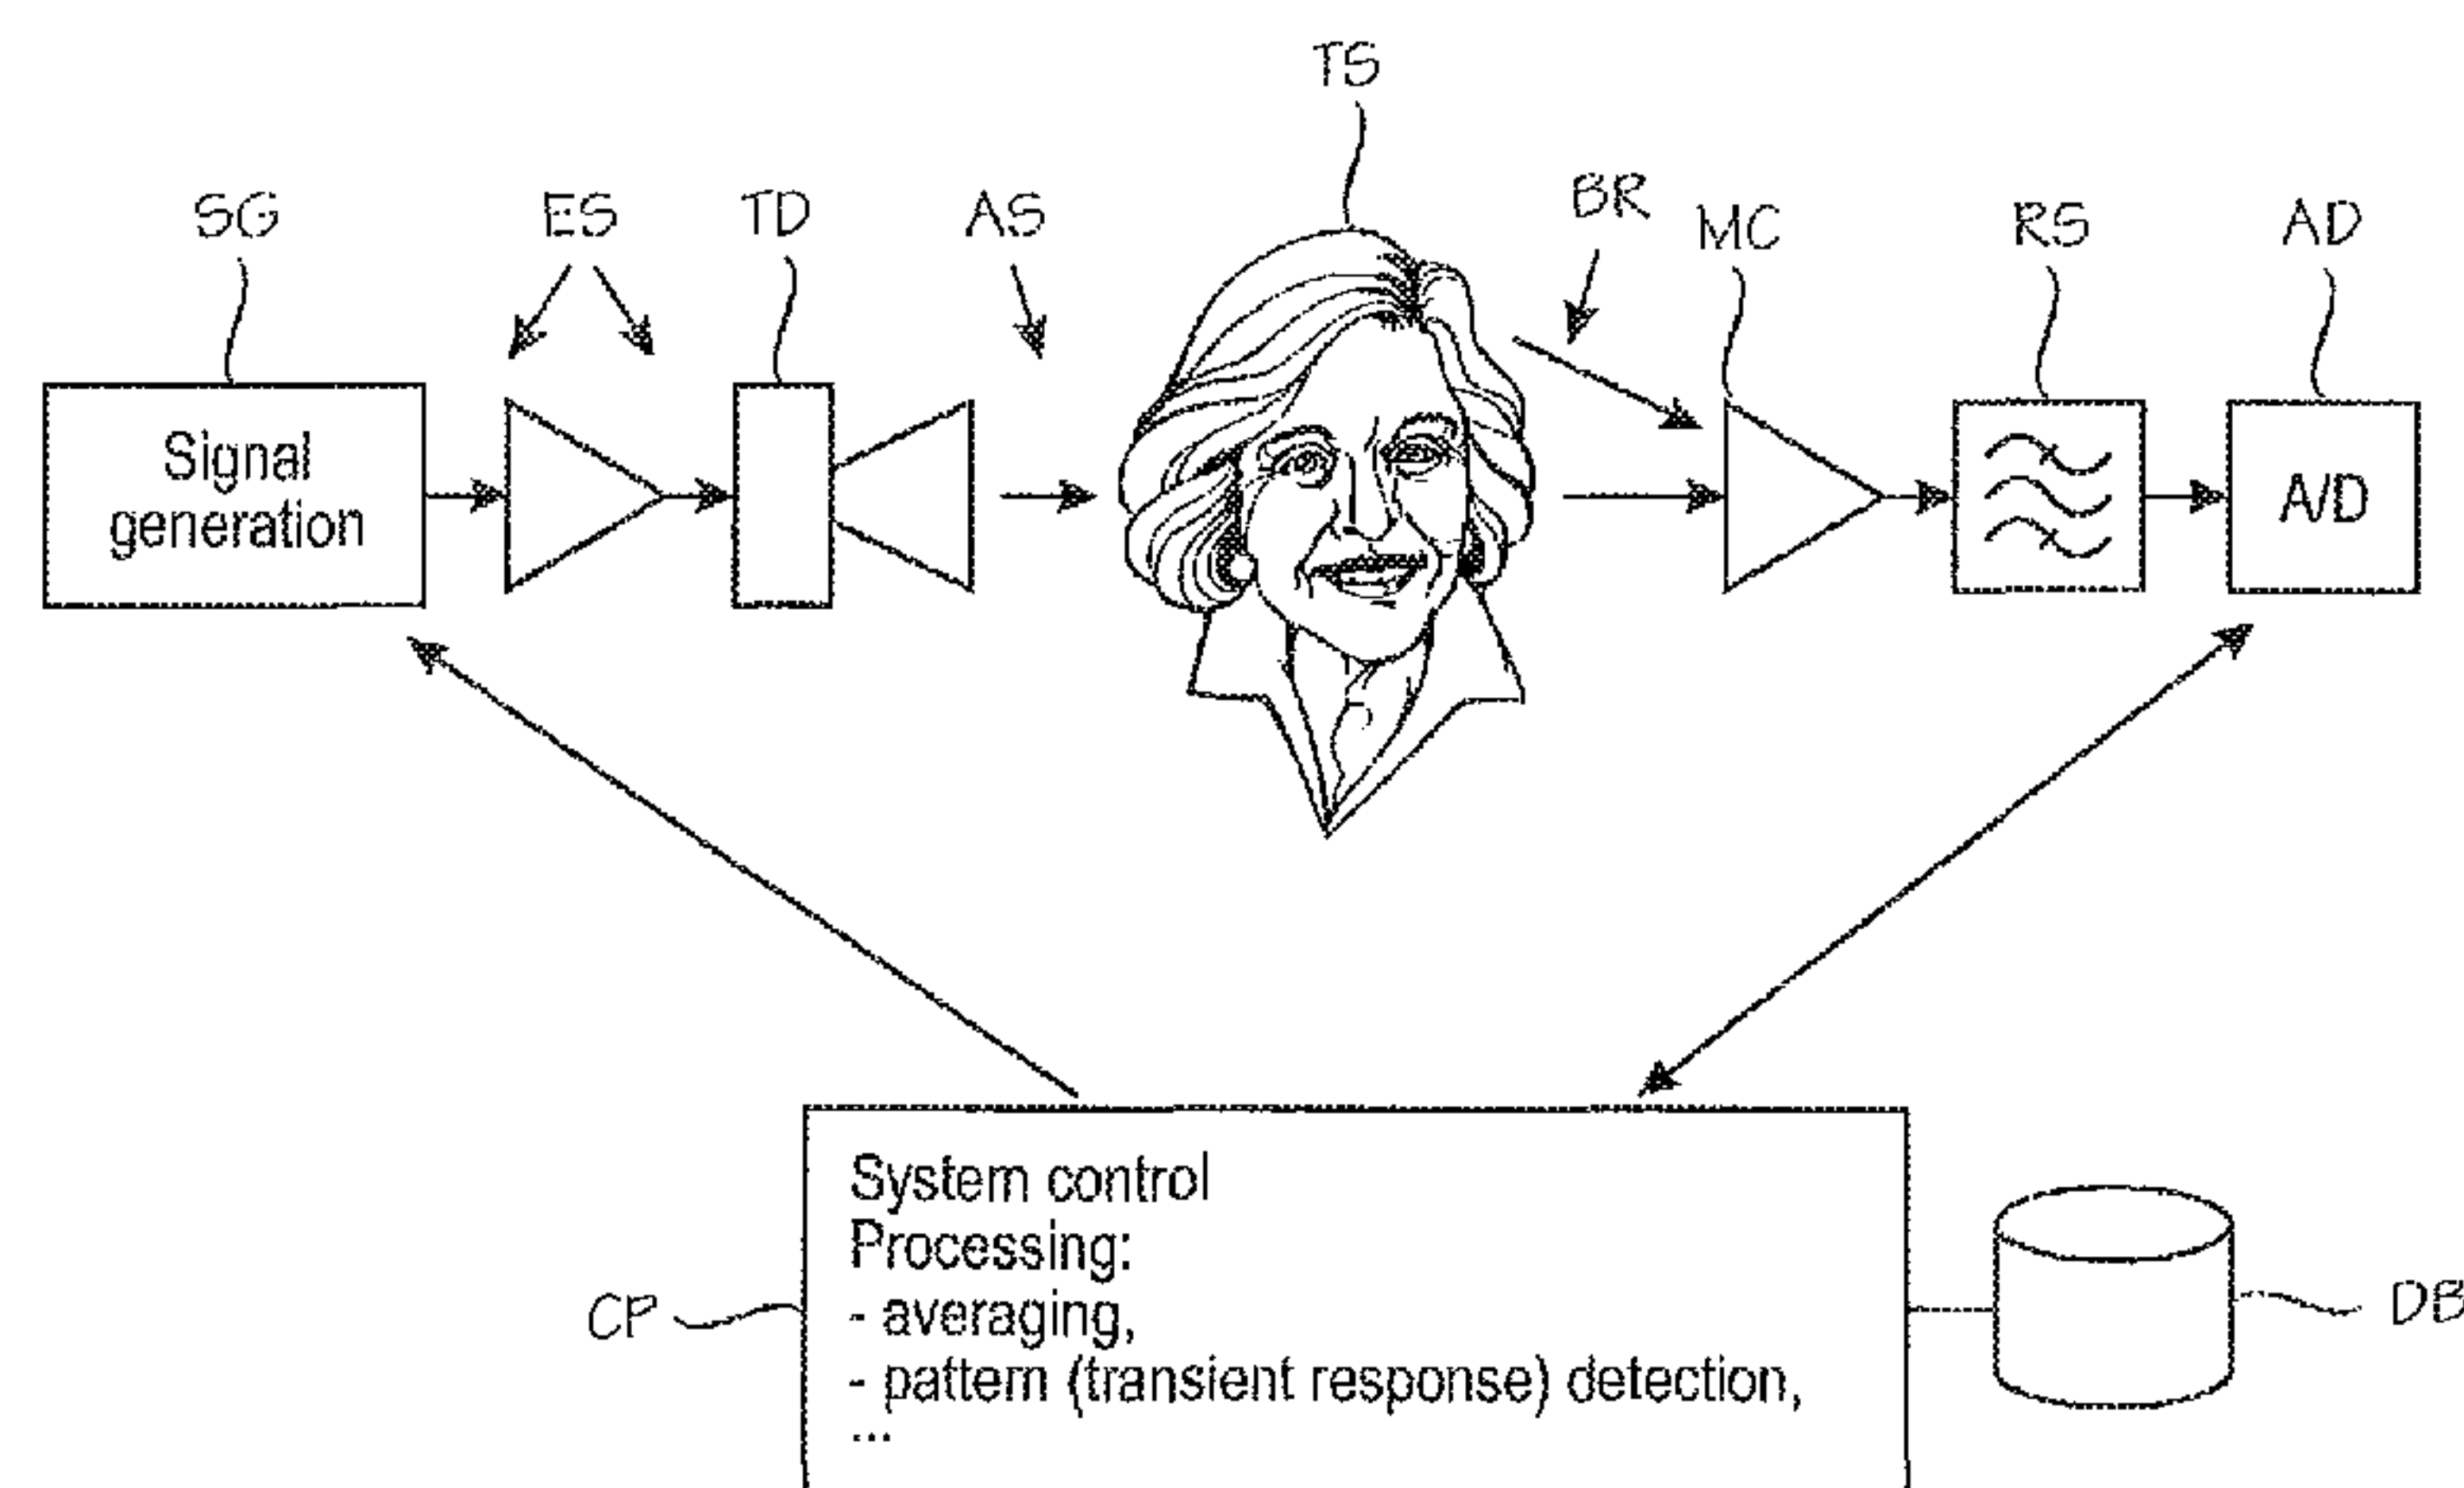 TS
SG
ES
TD
AS
BR
MC
RS
AD
Signal
generation
A/D
System control
Processing:
- averaging,
- pattern (transient response) detection,
...
CP
DB